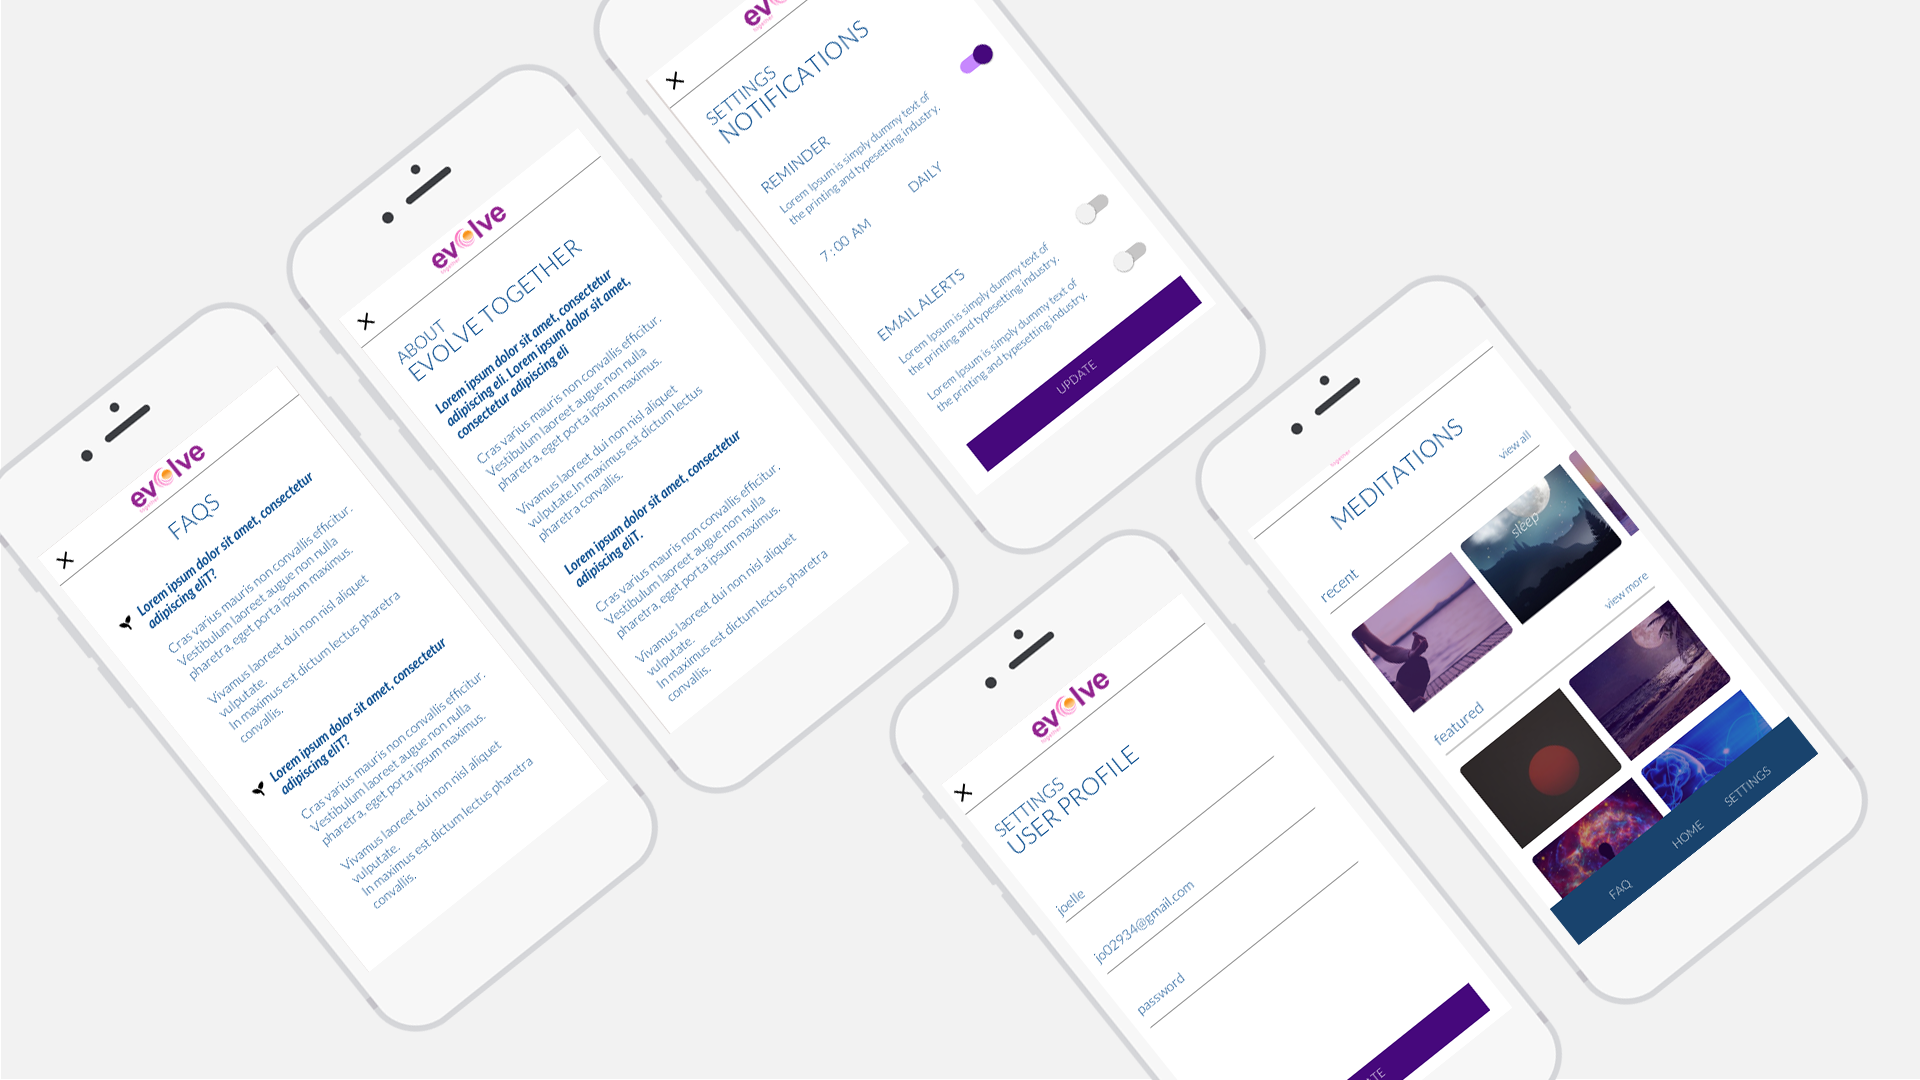 evolve
together
FAQS
Lorem ipsum dolor sit amet, consectetur
adipiscing eliT?
Cras varius mauris non convallis efficitur.
Vestibulum laoreet augue non nulla
pharetra, eget porta ipsum maximus.
Vivamus laoreet dui non nisl aliquet
vulputate.
In maximus est dictum lectus pharetra
convallis.
Lorem ipsum dolor sit amet, consectetur
adipiscing eliT?
Cras varius mauris non convallis efficitur.
Vestibulum laoreet augue non nulla
pharetra, eget porta ipsum maximus.
Vivamus laoreet dui non nisl aliquet
vulputate.
In maximus est dictum lectus pharetra
convallis.
evolve
together
ABOUT
EVOLVE TOGETHER
Lorem ipsum dolor sit amet, consectetur
adipiscing eli. Lorem ipsum dolor sit amet,
consectetur adipiscing eli
Cras varius mauris non convallis efficitur.
Vestibulum laoreet augue non nulla
pharetra, eget porta ipsum maximus.
Vivamus laoreet dui non nisl aliquet
vulputate.In maximus est dictum lectus
pharetra convallis.
Lorem ipsum dolor sit amet, consectetur
adipiscing eliT.
Cras varius mauris non convallis efficitur.
Vestibulum laoreet augue non nulla
pharetra, eget porta ipsum maximus.
Vivamus laoreet dui non nisl aliquet
vulputate.
In maximus est dictum lectus pharetra
convallis.
evolve
SETTINGS
NOTIFICATIONS
REMINDER
Lorem Ipsum is simply dummy text of
the printing and typesetting industry.
7:00 AM DAILY
EMAIL ALERTS
Lorem Ipsum is simply dummy text of
the printing and typesetting industry.
Lorem Ipsum is simply dummy text of
the printing and typesetting industry.
UPDATE
evolve
together
SETTINGS
USER PROFILE
joelle
jo02934@gmail.com
password
ATE
together
MEDITATIONS
view all
recent
sleep
view more
featured
FAQ HOME SETTINGS